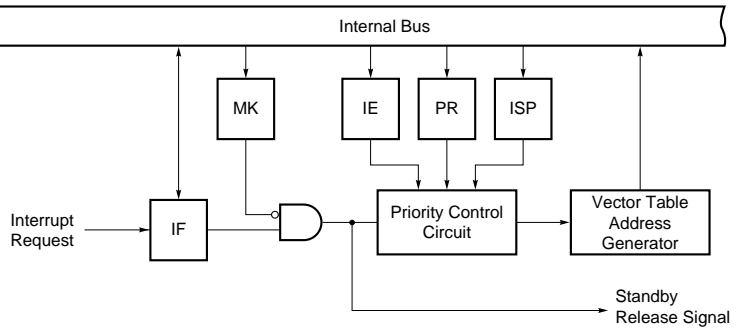 Internal Bus
MK
IE
PR
ISP
Interrupt
Request
IF
Priority Control
Circuit
Vector Table
Address
Generator
Standby
Release Signal